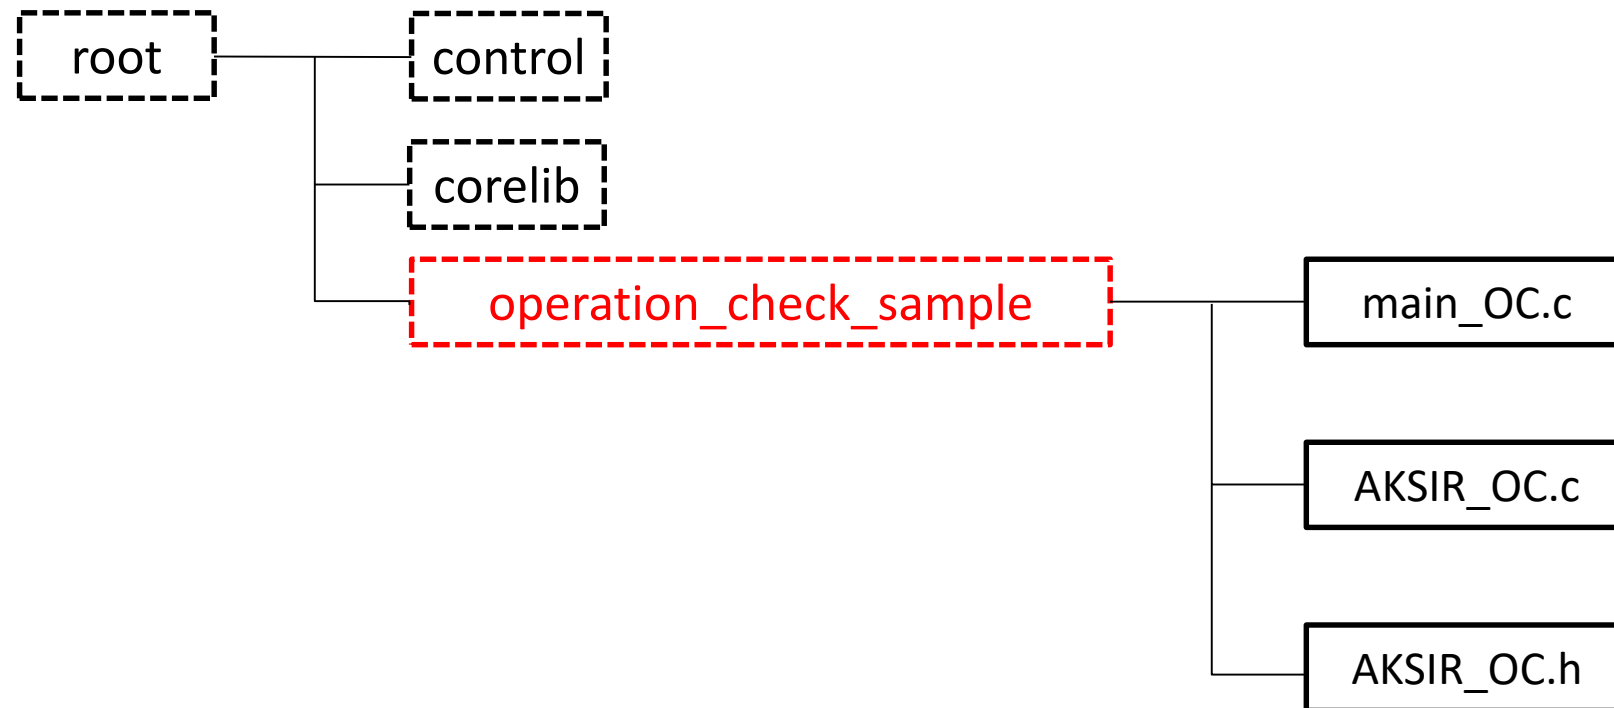 root
control
corelib
operation_check_sample
main_OC.c
AKSIR_OC.c
AKSIR_OC.h